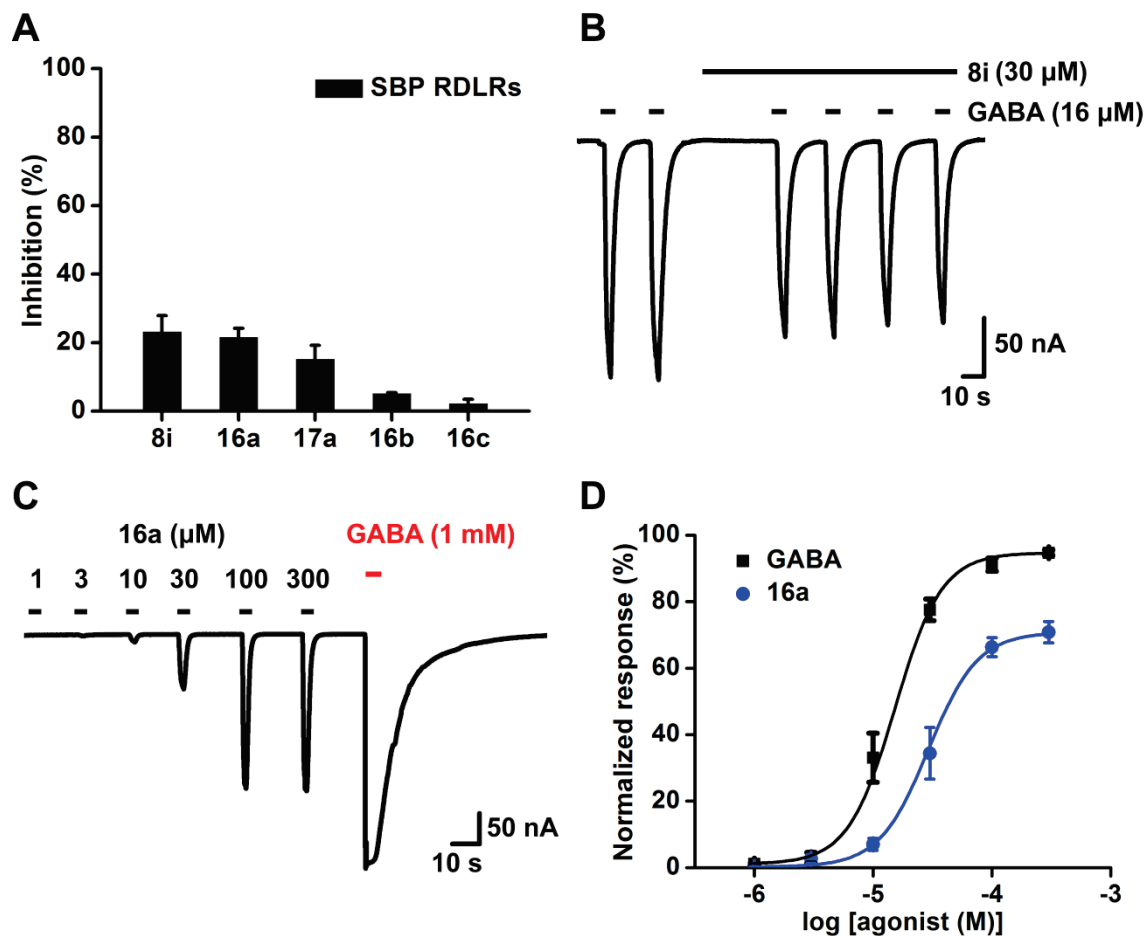 A
100
80
60
40
20
0
Inhibition (%)
SBP RDLRs
8i 16a 17a 16b 16c
B
8i (30 µM)
GABA (16 µM)
50 nA
10 s
C
16a (µM)
GABA (1 mM)
1 3 10 30 100 300
50 nA
10 s
D
100
80
60
40
20
0
Normalized response (%)
GABA
16a
-6 -5 -4 -3
log [agonist (M)]